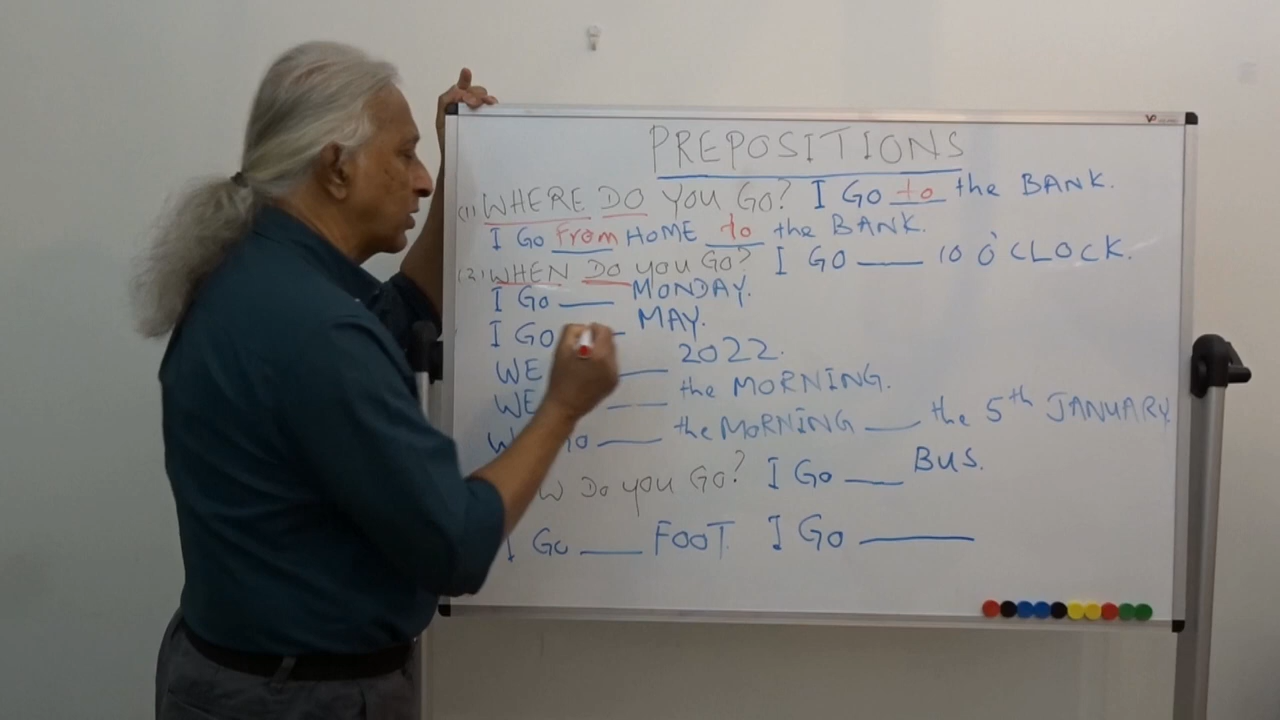 PREPOSITIONS
(1) WHERE DO YOU GO? I GO to the BANK.
I GO From HOME to the BANK.
(2) WHEN DO YOU GO? I GO ___ 10 O'CLOCK.
I GO ___ MONDAY.
I GO ___ MAY.
WE ___ 2022.
WE ___ the MORNING.
GO ___ the MORNING ___ the 5th JANUARY
DO YOU GO? I GO ___ BUS.
I GO ___ FOOT. I GO ___